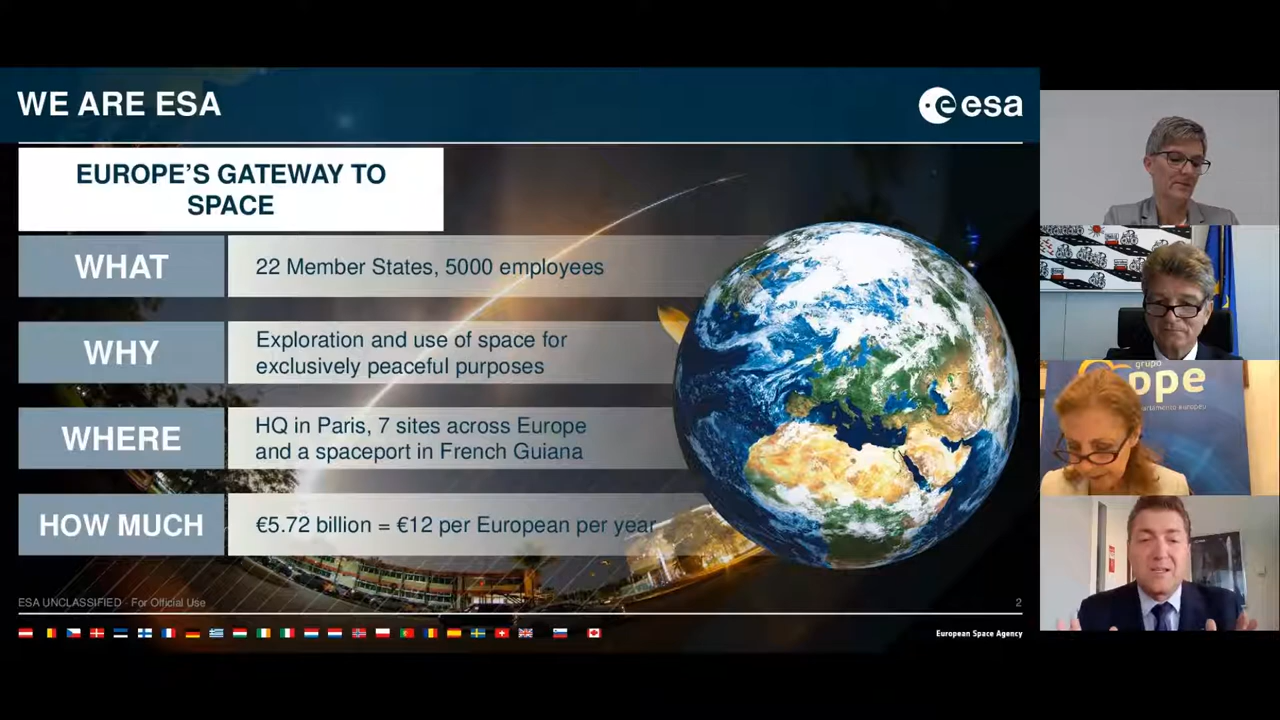 WE ARE ESA
esa
EUROPE'S GATEWAY TO
SPACE
WHAT
22 Member States, 5000 employees
WHY
Exploration and use of space for
exclusively peaceful purposes
WHERE
HQ in Paris, 7 sites across Europe
and a spaceport in French Guiana
HOW MUCH
€5.72 billion = €12 per European per year
ESA UNCLASSIFIED - For Official Use
2
European Space Agency
grupo
ppe